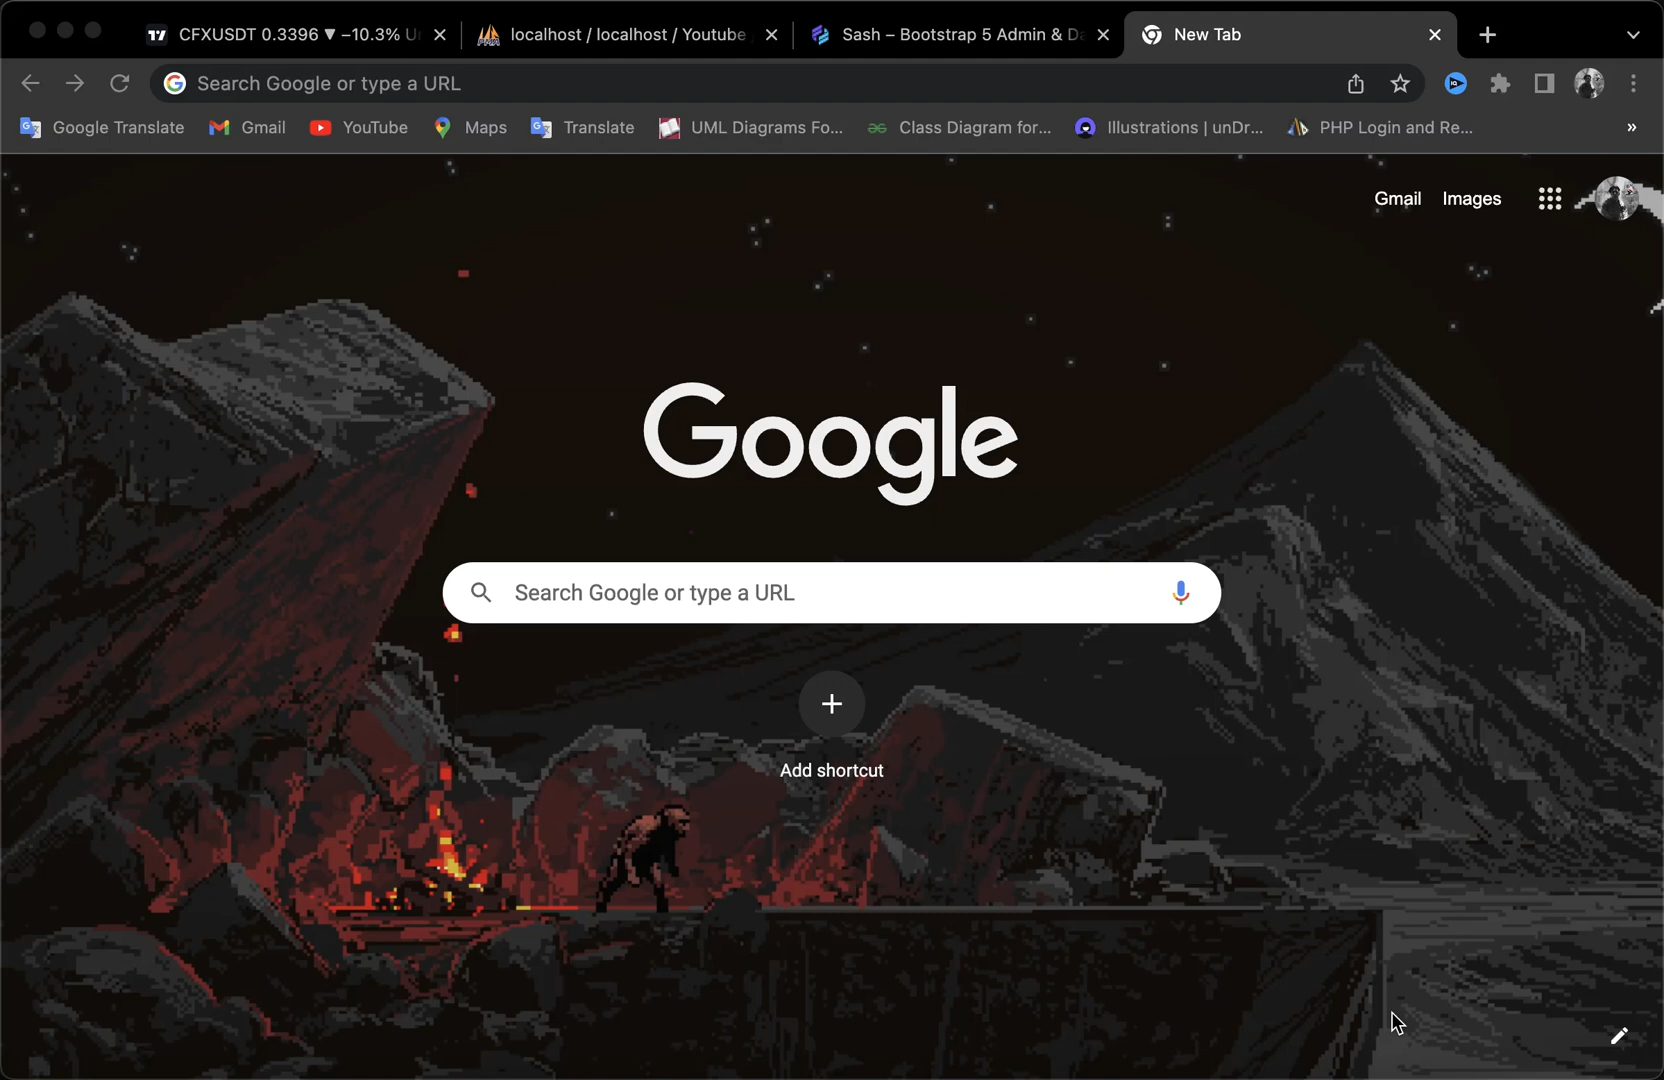 CFXUSDT 0.3396 ▼ −10.3% Un
localhost / localhost / Youtube
Sash – Bootstrap 5 Admin & Da
New Tab
Search Google or type a URL
Google Translate
Gmail
YouTube
Maps
Translate
UML Diagrams Fo...
Class Diagram for...
Illustrations | unDr...
PHP Login and Re...
»
Gmail
Images
Google
Search Google or type a URL
Add shortcut